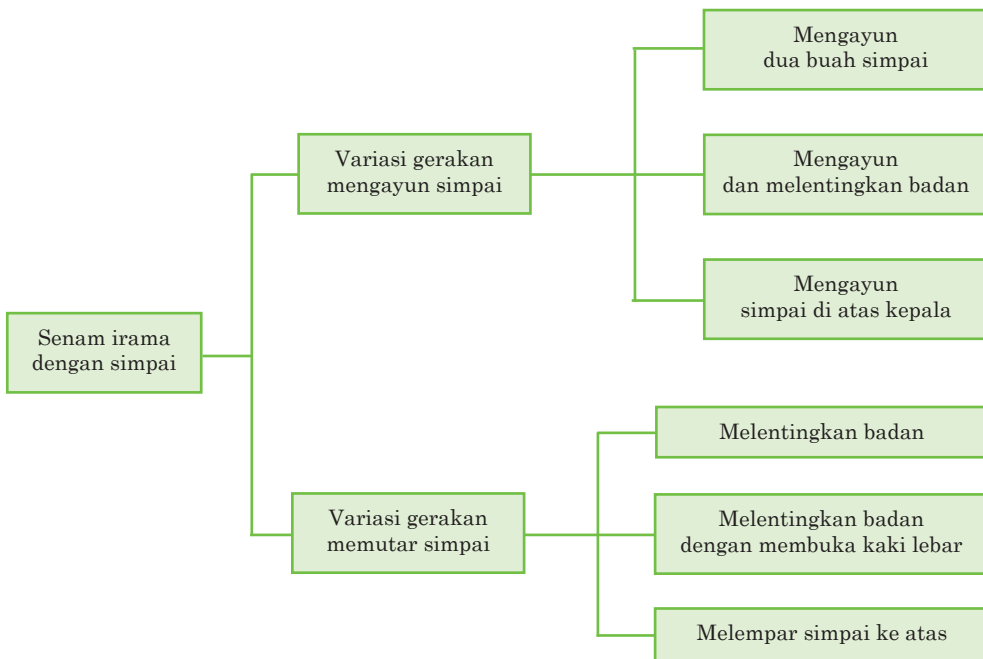 Senam irama
dengan simpai
Variasi gerakan
mengayun simpai
Mengayun
dua buah simpai
Mengayun
dan melentingkan badan
Mengayun
simpai di atas kepala
Variasi gerakan
memutar simpai
Melentingkan badan
Melentingkan badan
dengan membuka kaki lebar
Melempar simpai ke atas